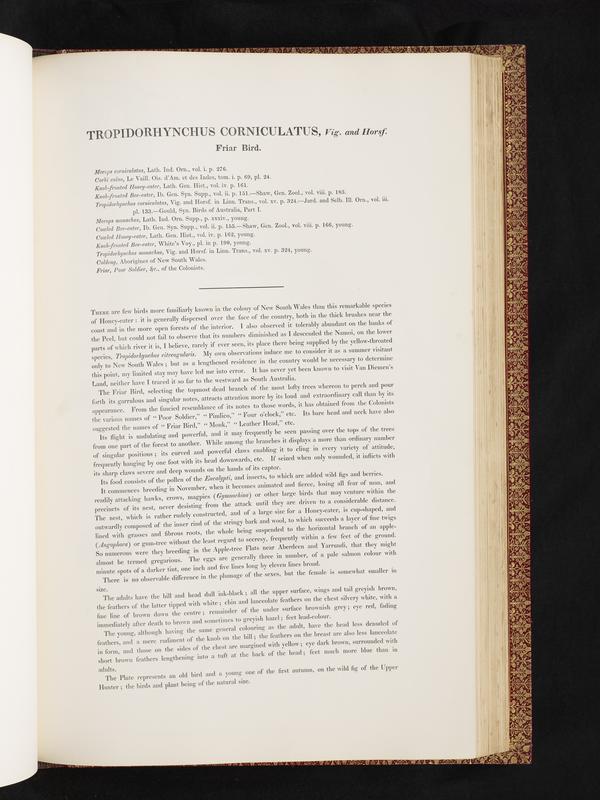 TROPIDORHYNCHUS CORNICULATUS, Vig. and Horsf.
Friar Bird.
Merops corniculatus, Lath. Ind. Orn., vol. i. p. 276.
Corbi calao, Le Vaill. Ois. d'Am. et des Indes, tom. i. p. 69, pl. 24.
Knob-fronted Honey-eater, Lath. Gen. Hist., vol. iv. p. 161.
Knob-fronted Bee-eater, Ib. Gen. Syn. Supp., vol. ii. p. 151.—Shaw, Gen. Zool., vol. viii. p. 185.
Tropidorhynchus corniculatus, Vig. and Horsf. in Linn. Trans., vol. xv. p. 324.—Jard. and Selb. Ill. Orn., vol. iii.
pl. 133.—Gould, Syn. Birds of Australia, Part I.
Merops monachus, Lath. Ind. Orn. Supp., p. xxxiv., young.
Cowled Bee-eater, Ib. Gen. Syn. Supp., vol. ii. p. 155.—Shaw, Gen. Zool., vol. viii. p. 166, young.
Cowled Honey-eater, Lath. Gen. Hist., vol. iv. p. 162, young.
Knob-fronted Bee-eater, White's Voy., pl. in p. 190, young.
Tropidorhynchus monachus, Vig. and Horsf. in Linn. Trans., vol. xv. p. 324, young.
Coldong, Aborigines of New South Wales.
Friar, Poor Soldier, &c., of the Colonists.
THERE are few birds more familiarly known in the colony of New South Wales than this remarkable species
of Honey-eater: it is generally dispersed over the face of the country, both in the thick brushes near the
coast and in the more open forests of the interior. I also observed it tolerably abundant on the banks of
the Peel, but could not fail to observe that its numbers diminished as I descended the Namoi, on the lower
parts of which river it is, I believe, rarely if ever seen, its place there being supplied by the yellow-throated
species, Tropidorhynchus citreogularis. My own observations induce me to consider it as a summer visitant
only to New South Wales; but as a lengthened residence in the country would be necessary to determine
this point, my limited stay may have led me into error. It has never yet been known to visit Van Diemen's
Land, neither have I traced it so far to the westward as South Australia.
The Friar Bird, selecting the topmost dead branch of the most lofty trees whereon to perch and pour
forth its garrulous and singular notes, attracts attention more by its loud and extraordinary call than by its
appearance. From the fancied resemblance of its notes to those words, it has obtained from the Colonists
the various names of "Poor Soldier," "Pimlico," "Four o'clock," etc. Its bare head and neck have also
suggested the names of "Friar Bird," "Monk," "Leather Head," etc.
Its flight is undulating and powerful, and it may frequently be seen passing over the tops of the trees
from one part of the forest to another. While among the branches it displays a more than ordinary number
of singular positions; its curved and powerful claws enabling it to cling in every variety of attitude,
frequently hanging by one foot with its head downwards, etc. If seized when only wounded, it inflicts with
its sharp claws severe and deep wounds on the hands of its captor.
Its food consists of the pollen of the Eucalypti, and insects, to which are added wild figs and berries.
It commences breeding in November, when it becomes animated and fierce, losing all fear of man, and
readily attacking hawks, crows, magpies (Gymnorhina) or other large birds that may venture within the
precincts of its nest, never desisting from the attack until they are driven to a considerable distance.
The nest, which is rather rudely constructed, and of a large size for a Honey-eater, is cup-shaped, and
outwardly composed of the inner rind of the stringy bark and wool, to which succeeds a layer of fine twigs
lined with grasses and fibrous roots, the whole being suspended to the horizontal branch of an apple-
(Angophora) or gum-tree without the least regard to secresy, frequently within a few feet of the ground.
So numerous were they breeding in the Apple-tree Flats near Aberdeen and Yarrundi, that they might
almost be termed gregarious. The eggs are generally three in number, of a pale salmon colour with
minute spots of a darker tint, one inch and five lines long by eleven lines broad.
There is no observable difference in the plumage of the sexes, but the female is somewhat smaller in
size.
The adults have the bill and head dull ink-black; all the upper surface, wings and tail greyish brown,
the feathers of the latter tipped with white; chin and lanceolate feathers on the chest silvery white, with a
fine line of brown down the centre; remainder of the under surface brownish grey; eye red, fading
immediately after death to brown and sometimes to greyish hazel; feet lead-colour.
The young, although having the same general colouring as the adult, have the head less denuded of
feathers, and a mere rudiment of the knob on the bill; the feathers on the breast are also less lanceolate
in form, and those on the sides of the chest are margined with yellow; eye dark brown, surrounded with
short brown feathers lengthening into a tuft at the back of the head; feet much more blue than in
adults.
The Plate represents an old bird and a young one of the first autumn, on the wild fig of the Upper
Hunter; the birds and plant being of the natural size.